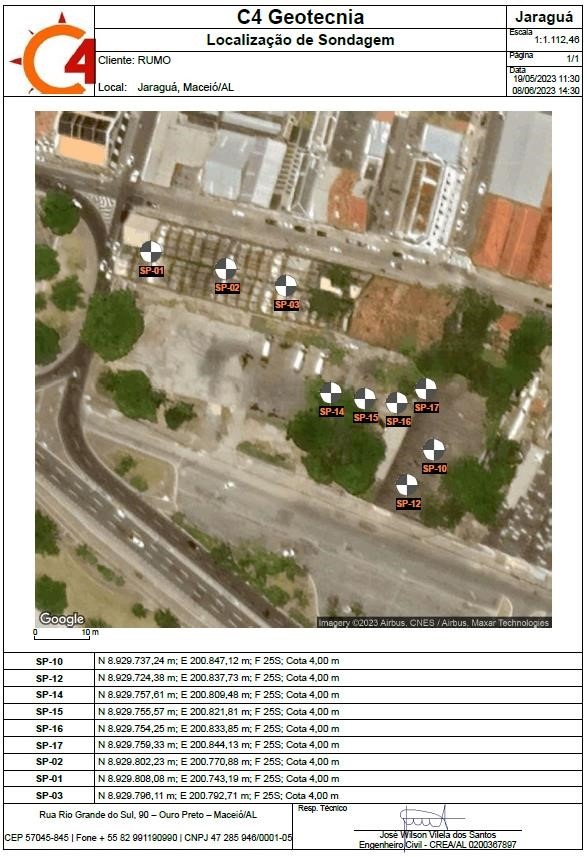 C4
C4 Geotecnia
Localização de Sondagem
Cliente: RUMO
Local: Jaraguá, Maceió/AL
Jaraguá
Escala
1:1.112,46
Página
1/1
Data
19/05/2023 11:30
08/06/2023 14:30
SP-01
SP-02
SP-03
SP-14
SP-15
SP-16
SP-17
SP-10
SP-12
Google
Imagery ©2023 Airbus, CNES / Airbus, Maxar Technologies
0 10 m
SP-10 N 8.929.737,24 m; E 200.847,12 m; F 25S; Cota 4,00 m
SP-12 N 8.929.724,38 m; E 200.837,73 m; F 25S; Cota 4,00 m
SP-14 N 8.929.757,61 m; E 200.809,48 m; F 25S; Cota 4,00 m
SP-15 N 8.929.755,57 m; E 200.821,81 m; F 25S; Cota 4,00 m
SP-16 N 8.929.754,25 m; E 200.833,85 m; F 25S; Cota 4,00 m
SP-17 N 8.929.759,33 m; E 200.844,13 m; F 25S; Cota 4,00 m
SP-02 N 8.929.802,23 m; E 200.770,88 m; F 25S; Cota 4,00 m
SP-01 N 8.929.808,08 m; E 200.743,19 m; F 25S; Cota 4,00 m
SP-03 N 8.929.796,11 m; E 200.792,71 m; F 25S; Cota 4,00 m
Rua Rio Grande do Sul, 90 – Ouro Preto – Maceió/AL
CEP 57045-845 | Fone + 55 82 991190990 | CNPJ 47 285 946/0001-05
Resp. Técnico
José Wilson Vilela dos Santos
Engenheiro Civil - CREA/AL 0200367897